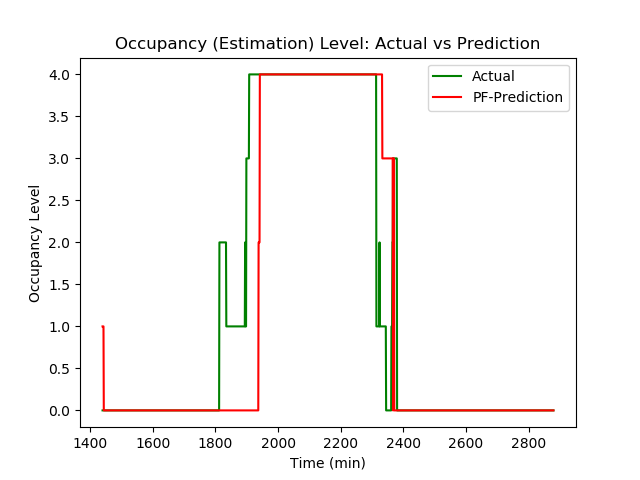 Occupancy (Estimation) Level: Actual vs Prediction
Actual
PF-Prediction
4.0
3.5
3.0
2.5
2.0
1.5
1.0
0.5
0.0
Occupancy Level
1400 1600 1800 2000 2200 2400 2600 2800
Time (min)